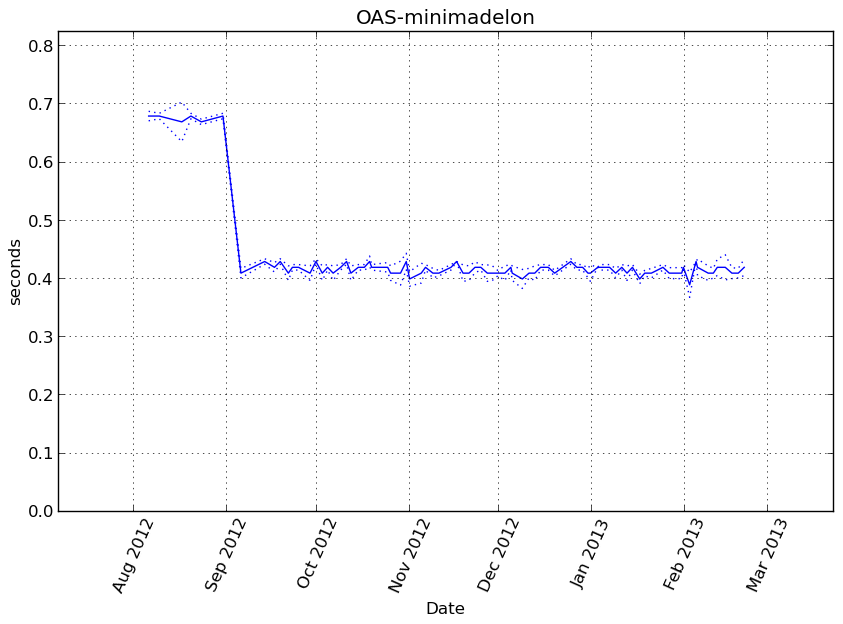 OAS-minimadelon
0.8
0.7
0.6
0.5
0.4
0.3
0.2
0.1
0.0
seconds
Aug 2012
Sep 2012
Oct 2012
Nov 2012
Dec 2012
Jan 2013
Feb 2013
Mar 2013
Date